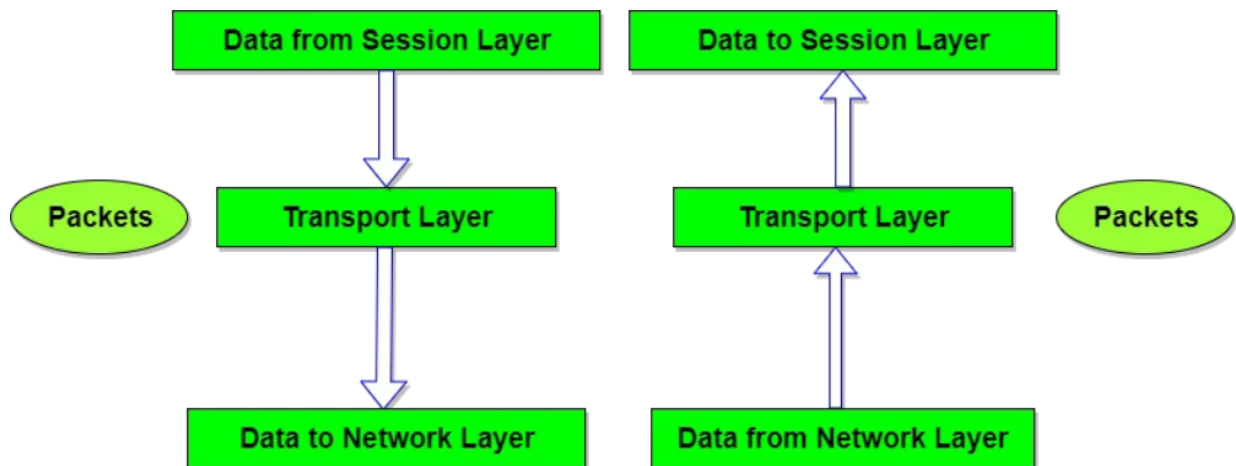 Data from Session Layer
Data to Session Layer
Packets
Transport Layer
Transport Layer
Packets
Data to Network Layer
Data from Network Layer